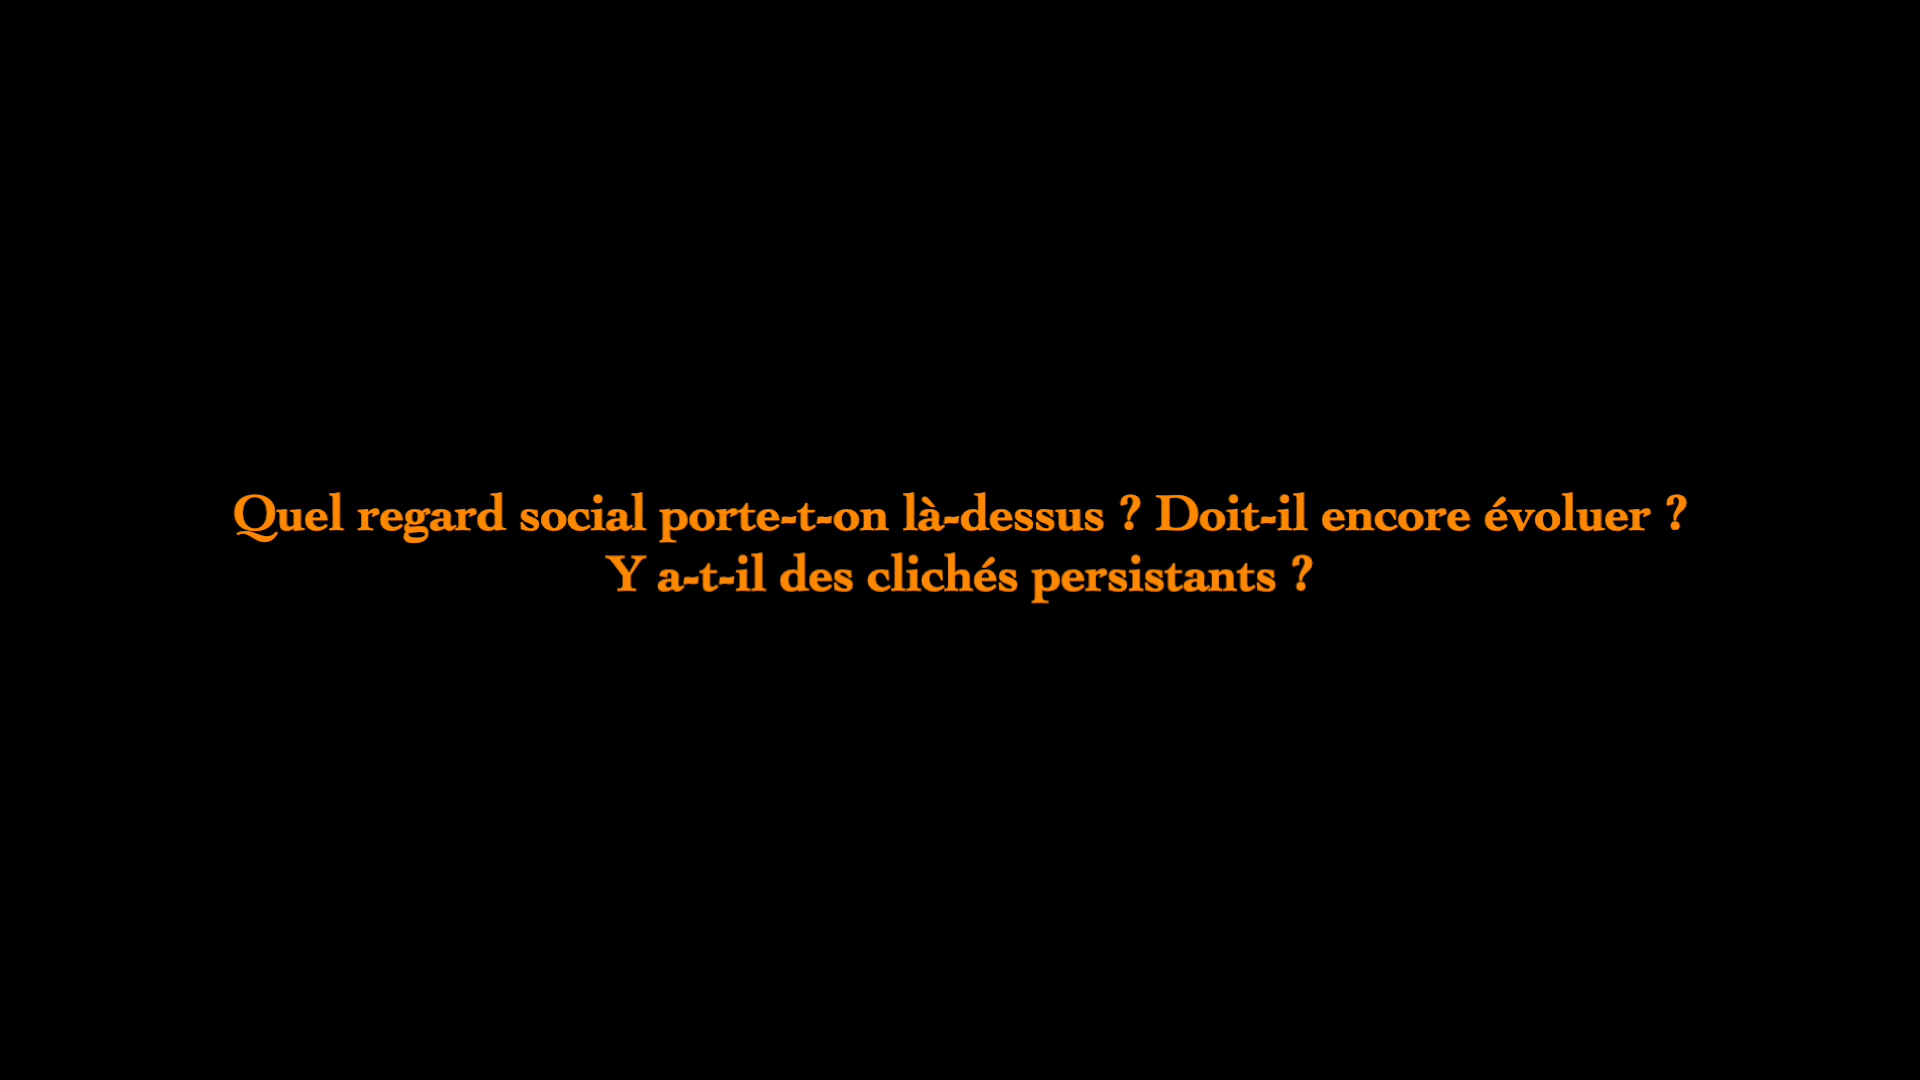 Quel regard social porte-t-on là-dessus ? Doit-il encore évoluer ?
Y a-t-il des clichés persistants ?